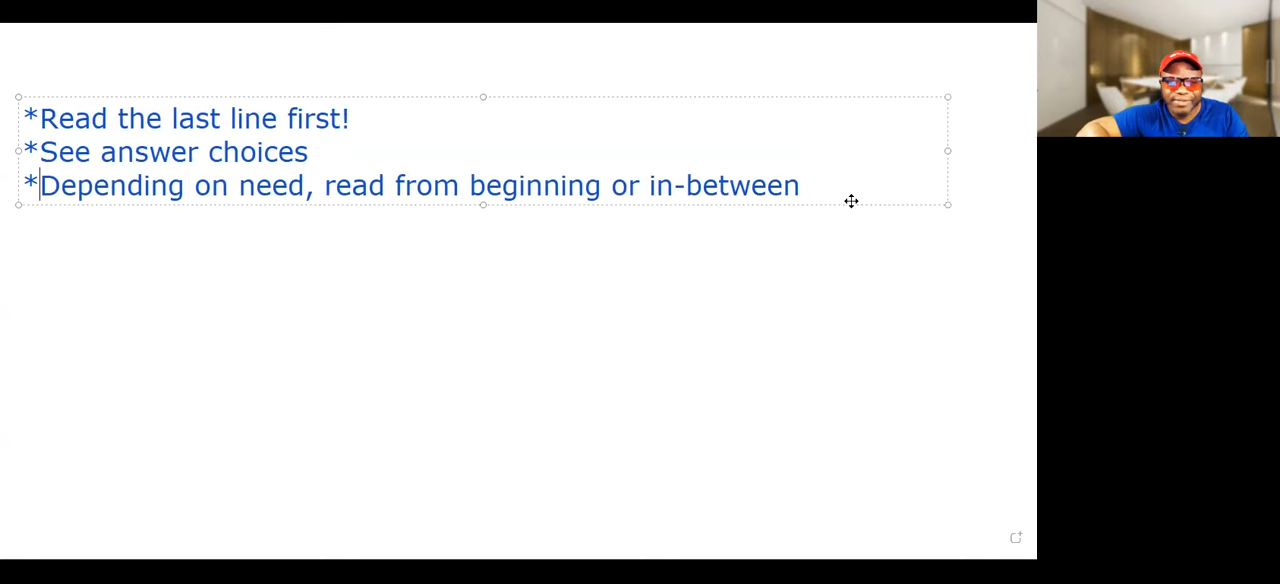 *Read the last line first!
*See answer choices
*Depending on need, read from beginning or in-between